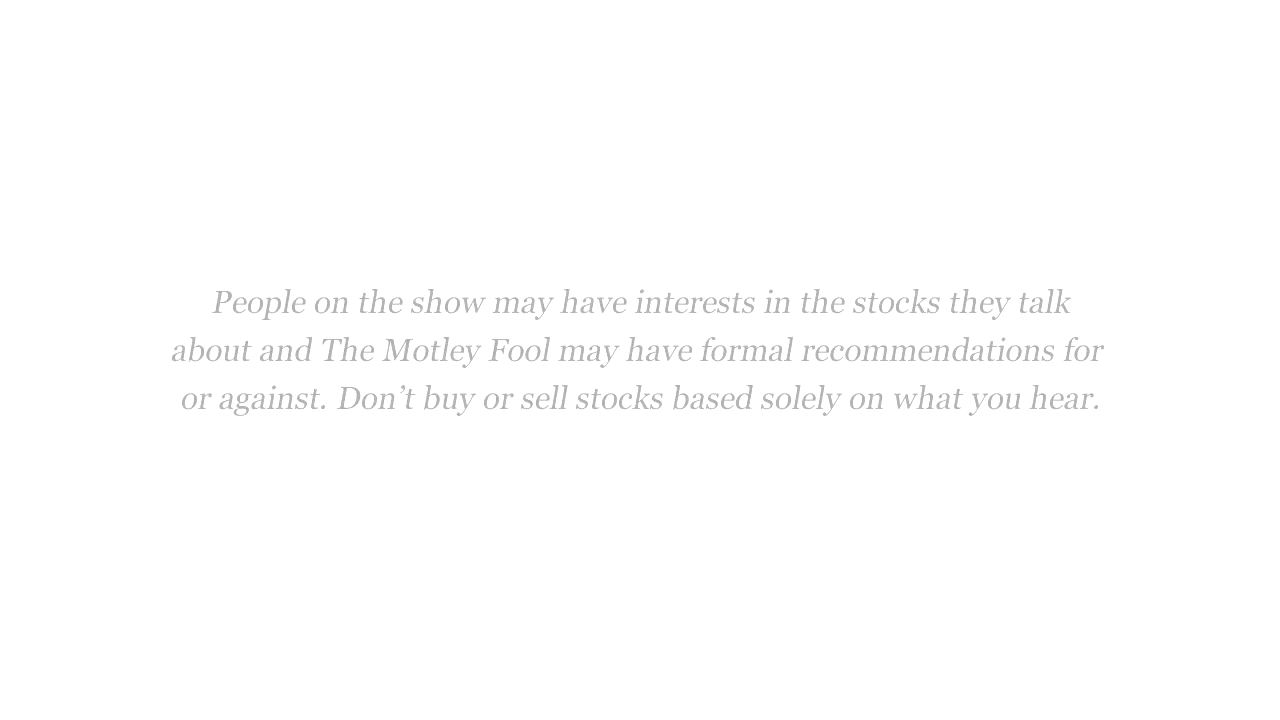 People on the show may have interests in the stocks they talk
about and The Motley Fool may have formal recommendations for
or against. Don’t buy or sell stocks based solely on what you hear.